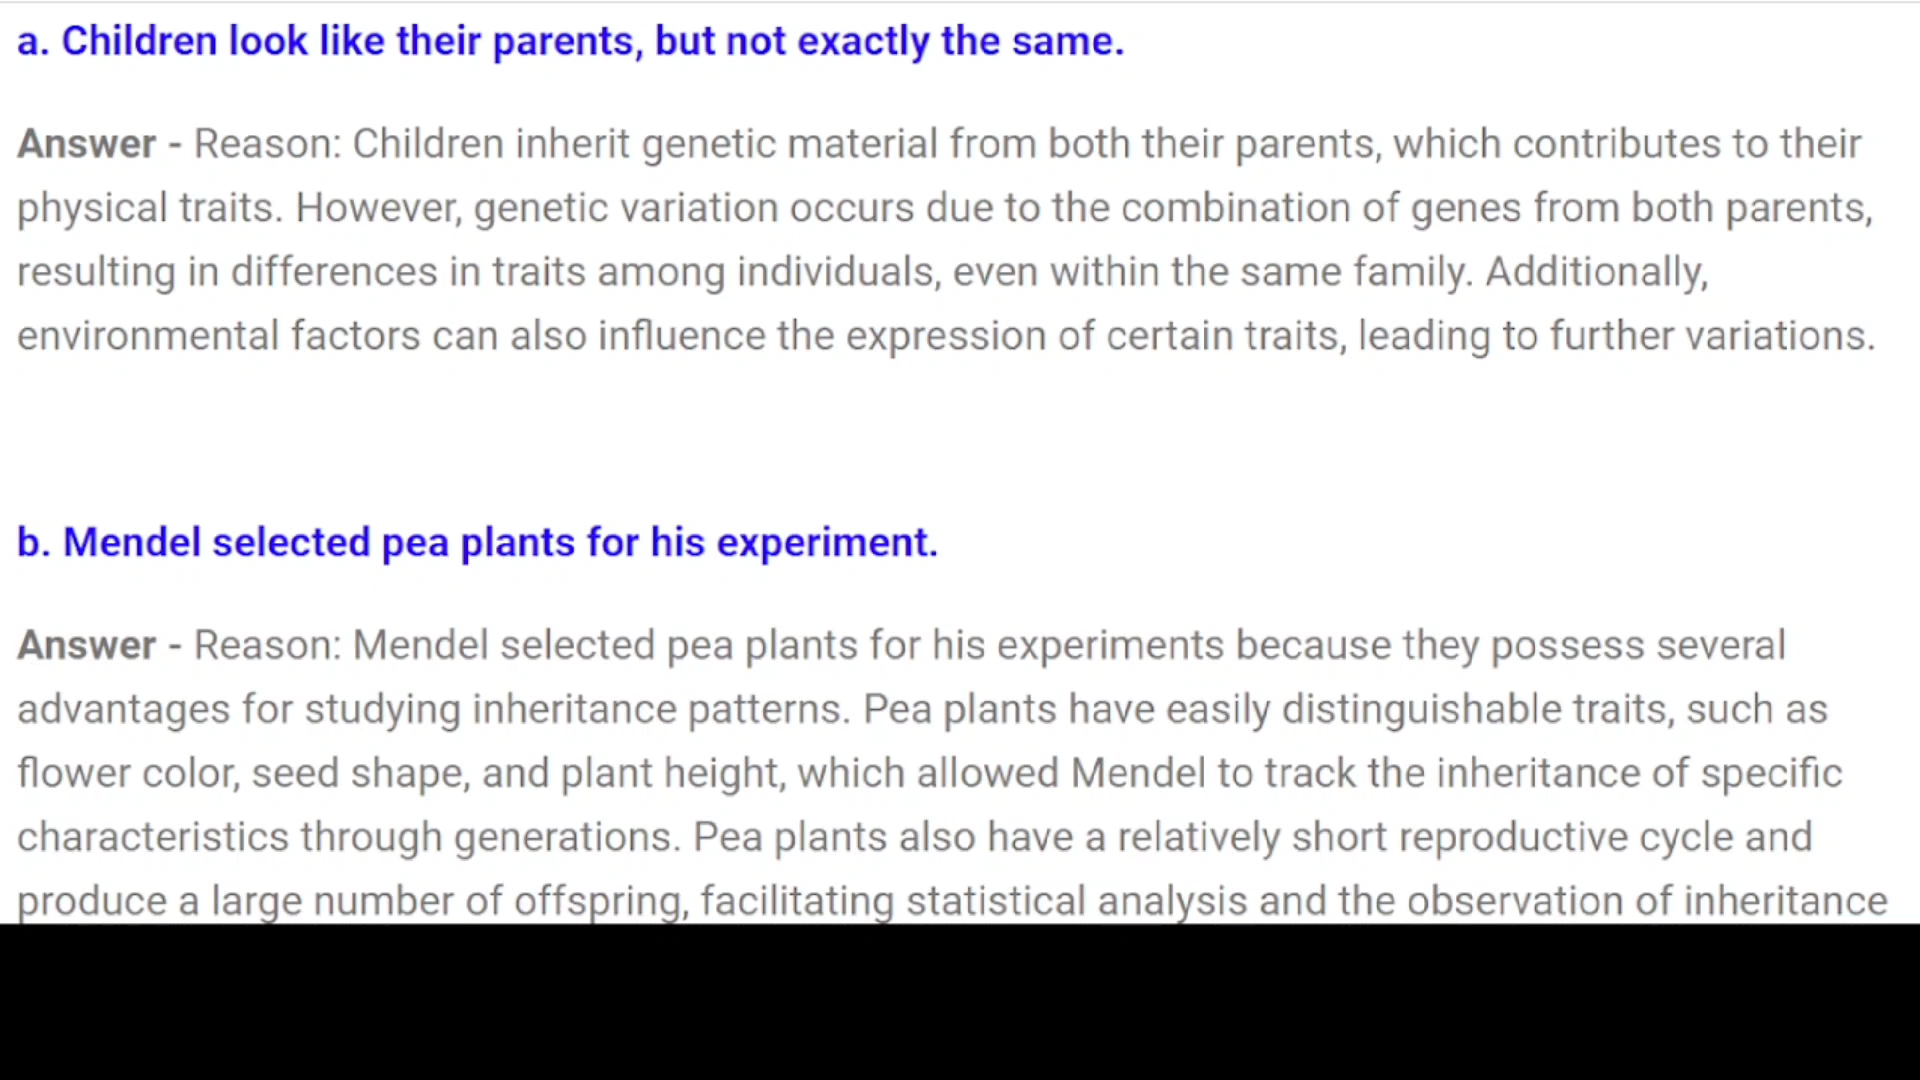 a. Children look like their parents, but not exactly the same.
Answer - Reason: Children inherit genetic material from both their parents, which contributes to their
physical traits. However, genetic variation occurs due to the combination of genes from both parents,
resulting in differences in traits among individuals, even within the same family. Additionally,
environmental factors can also influence the expression of certain traits, leading to further variations.
b. Mendel selected pea plants for his experiment.
Answer - Reason: Mendel selected pea plants for his experiments because they possess several
advantages for studying inheritance patterns. Pea plants have easily distinguishable traits, such as
flower color, seed shape, and plant height, which allowed Mendel to track the inheritance of specific
characteristics through generations. Pea plants also have a relatively short reproductive cycle and
produce a large number of offspring, facilitating statistical analysis and the observation of inheritance